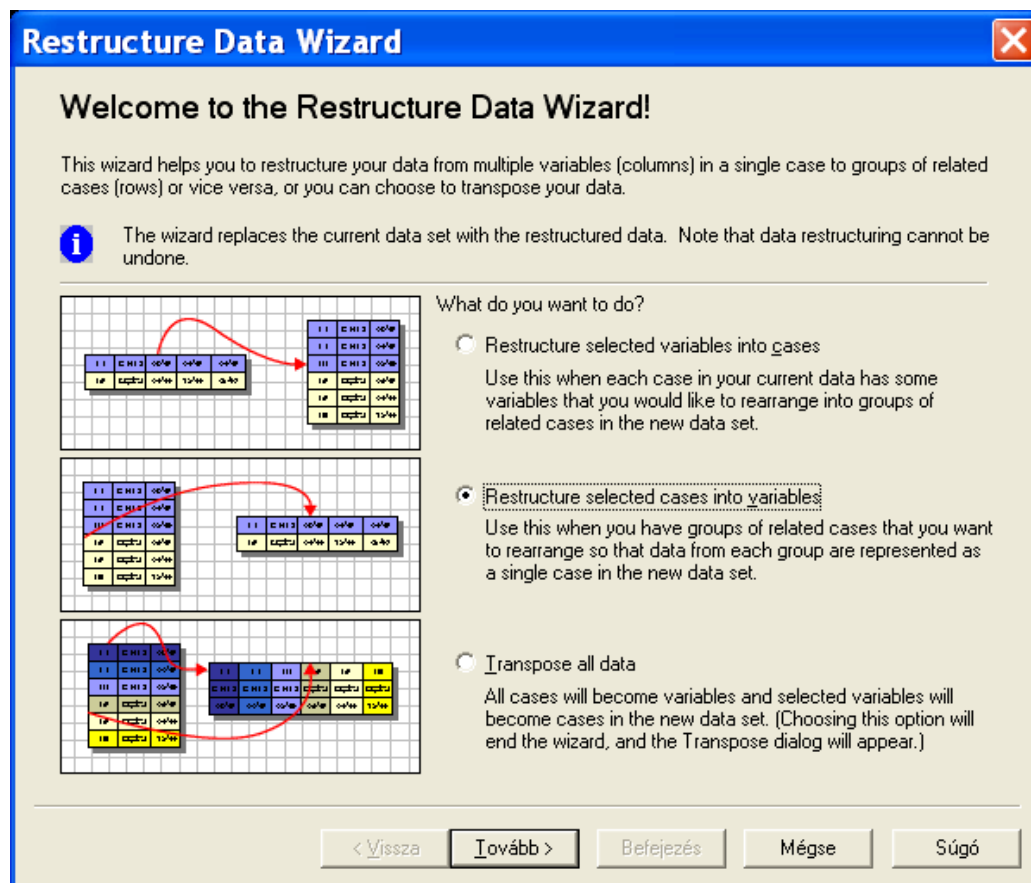 Restructure Data Wizard
Welcome to the Restructure Data Wizard!
This wizard helps you to restructure your data from multiple variables (columns) in a single case to groups of related
cases (rows) or vice versa, or you can choose to transpose your data.
The wizard replaces the current data set with the restructured data. Note that data restructuring cannot be
undone.
What do you want to do?
Restructure selected variables into cases
Use this when each case in your current data has some
variables that you would like to rearrange into groups of
related cases in the new data set.
Restructure selected cases into variables
Use this when you have groups of related cases that you want
to rearrange so that data from each group are represented as
a single case in the new data set.
Transpose all data
All cases will become variables and selected variables will
become cases in the new data set. (Choosing this option will
end the wizard, and the Transpose dialog will appear.)
< Vissza
Tovább >
Befejezés
Mégse
Súgó